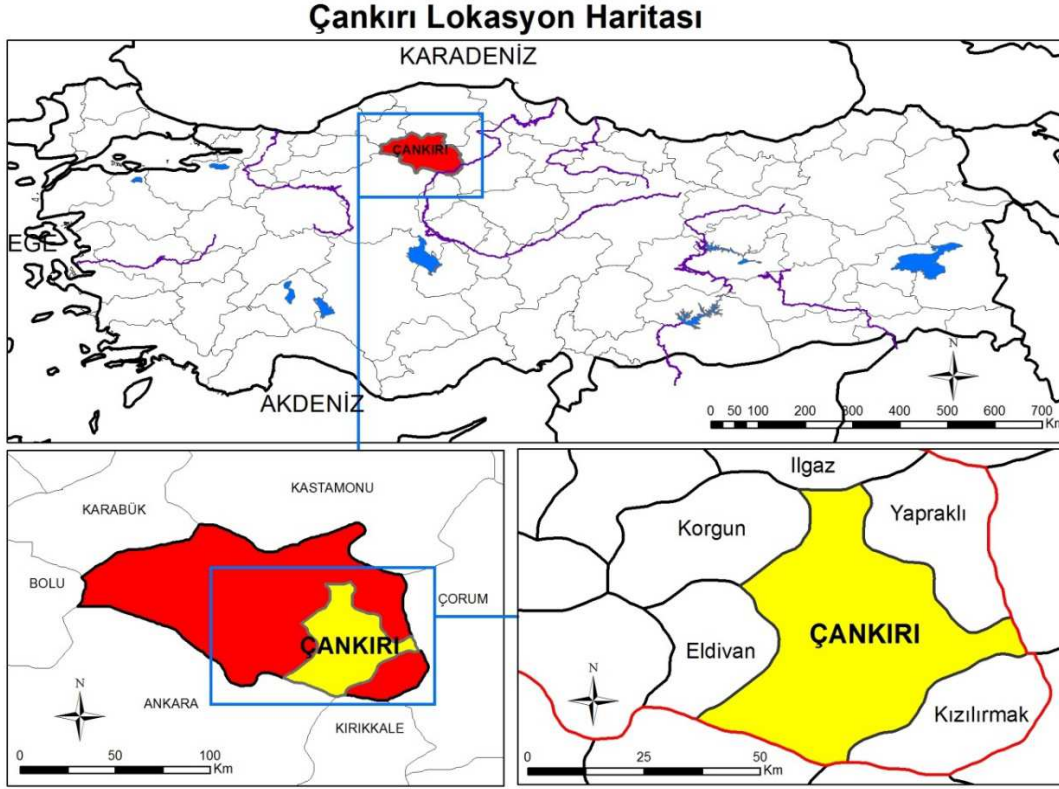 Çankırı Lokasyon Haritası
KARADENİZ
ÇANKIRI
EGE
AKDENİZ
N
0 50 100 200 300 400 500 600 700
Km
KARABÜK
KASTAMONU
BOLU
ÇORUM
ÇANKIRI
ANKARA
KIRIKKALE
N
0 50 100
Km
Ilgaz
Korgun
Yapraklı
ÇANKIRI
Eldivan
Kızılırmak
N
0 25 50
Km